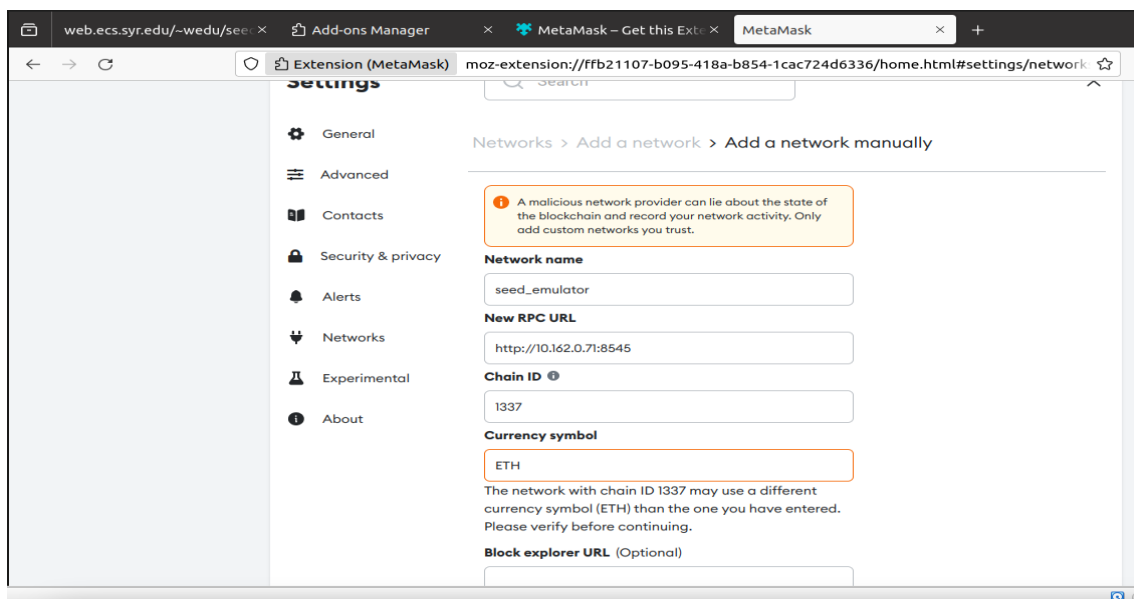 web.ecs.syr.edu/~wedu/seed
Add-ons Manager
MetaMask – Get this Exte
MetaMask
Extension (MetaMask) moz-extension://ffb21107-b095-418a-b854-1cac724d6336/home.html#settings/network
Settings
Search
General
Advanced
Contacts
Security & privacy
Alerts
Networks
Experimental
About
Networks > Add a network > Add a network manually
A malicious network provider can lie about the state of
the blockchain and record your network activity. Only
add custom networks you trust.
Network name
seed_emulator
New RPC URL
http://10.162.0.71:8545
Chain ID
1337
Currency symbol
ETH
The network with chain ID 1337 may use a different
currency symbol (ETH) than the one you have entered.
Please verify before continuing.
Block explorer URL (Optional)